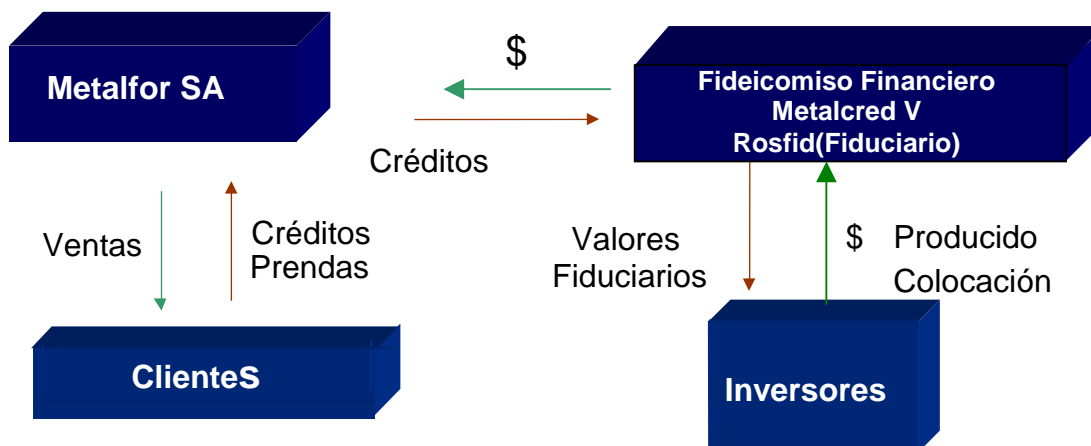 Metalfor SA
$
Fideicomiso Financiero
Metalcred V
Rosfid(Fiduciario)
Créditos
Ventas
Créditos
Prendas
Valores
Fiduciarios
$ Producido
Colocación
ClienteS
Inversores